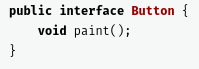 public interface Button {
    void paint();
}